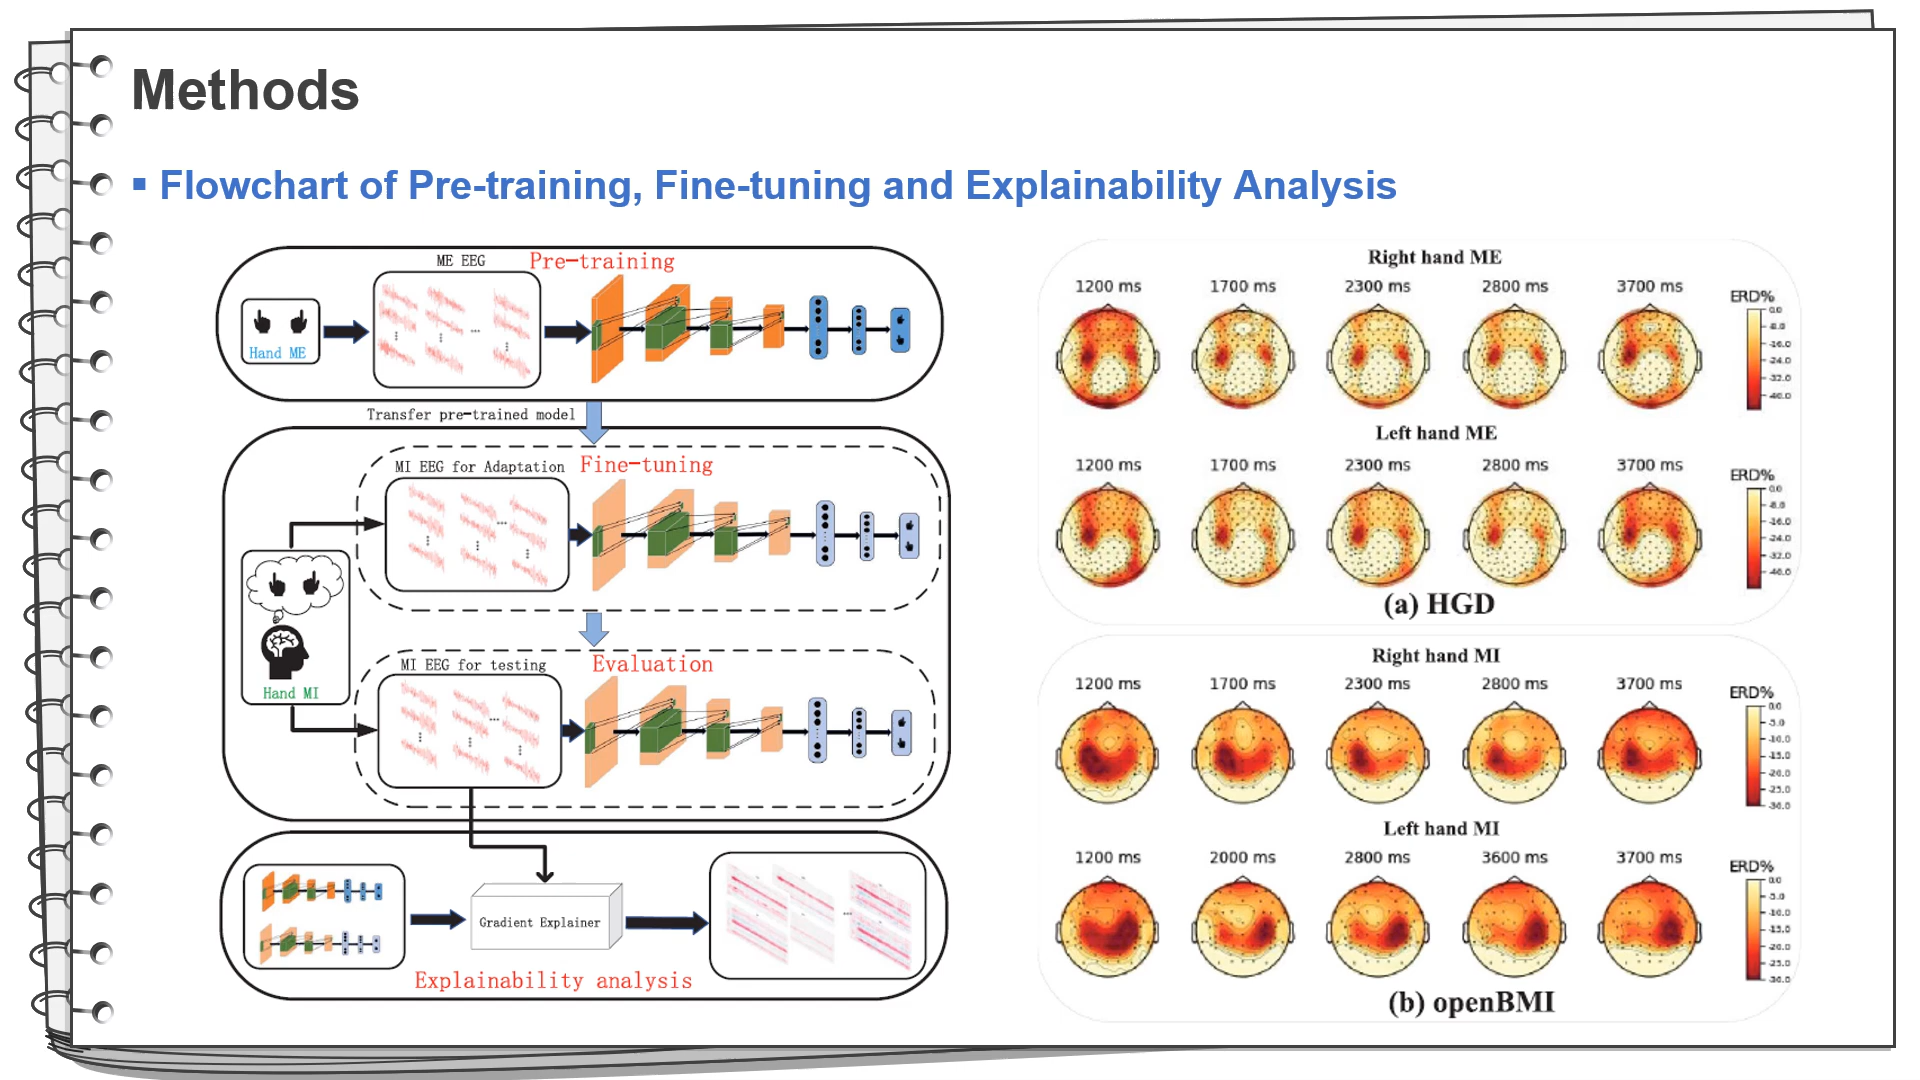 Methods
▪ Flowchart of Pre-training, Fine-tuning and Explainability Analysis
ME EEG
Pre-training
Hand ME
Transfer pre-trained model
MI EEG for Adaptation
Fine-tuning
MI EEG for testing
Evaluation
Hand MI
Gradient Explainer
Explainability analysis
Right hand ME
1200 ms 1700 ms 2300 ms 2800 ms 3700 ms
ERD%
0.0
-8.0
-16.0
-24.0
-32.0
-40.0
Left hand ME
1200 ms 1700 ms 2300 ms 2800 ms 3700 ms
ERD%
0.0
-8.0
-16.0
-24.0
-32.0
-40.0
(a) HGD
Right hand MI
1200 ms 1700 ms 2300 ms 2800 ms 3700 ms
ERD%
0.0
-5.0
-10.0
-15.0
-20.0
-25.0
-30.0
Left hand MI
1200 ms 2000 ms 2800 ms 3600 ms 3700 ms
ERD%
0.0
-5.0
-10.0
-15.0
-20.0
-25.0
-30.0
(b) openBMI